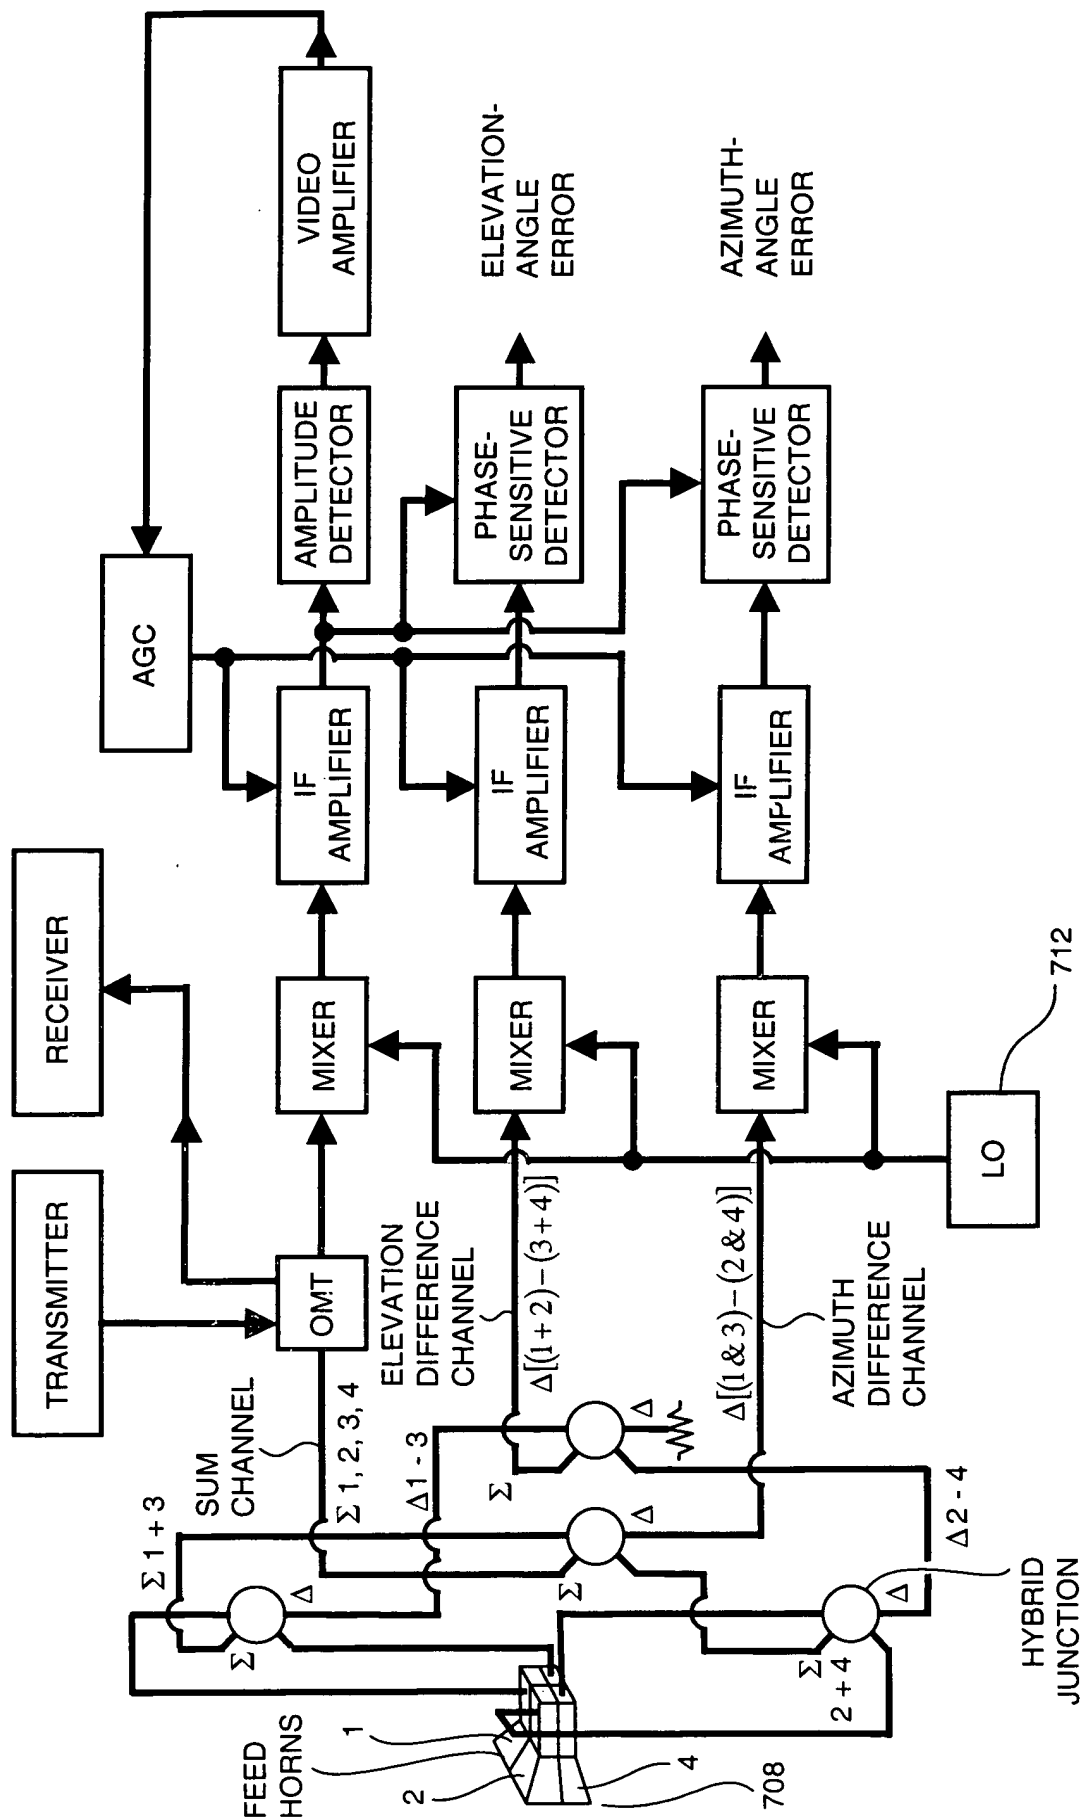 TRANSMITTER
RECEIVER
AGC
SUM
CHANNEL
Σ 1 + 3
Σ 1, 2, 3, 4
OMT
MIXER
IF
AMPLIFIER
AMPLITUDE
DETECTOR
VIDEO
AMPLIFIER
FEED
HORNS
1
2
4
708
Σ
Δ
Δ 1 - 3
ELEVATION
DIFFERENCE
CHANNEL
Σ
Δ[(1 + 2) – (3 + 4)]
MIXER
IF
AMPLIFIER
PHASE-
SENSITIVE
DETECTOR
ELEVATION-
ANGLE
ERROR
Σ
Δ
Δ
Δ[(1 & 3) – (2 & 4)]
AZIMUTH
DIFFERENCE
CHANNEL
MIXER
IF
AMPLIFIER
PHASE-
SENSITIVE
DETECTOR
AZIMUTH-
ANGLE
ERROR
Σ
2 + 4
Δ
Δ 2 - 4
HYBRID
JUNCTION
LO
712